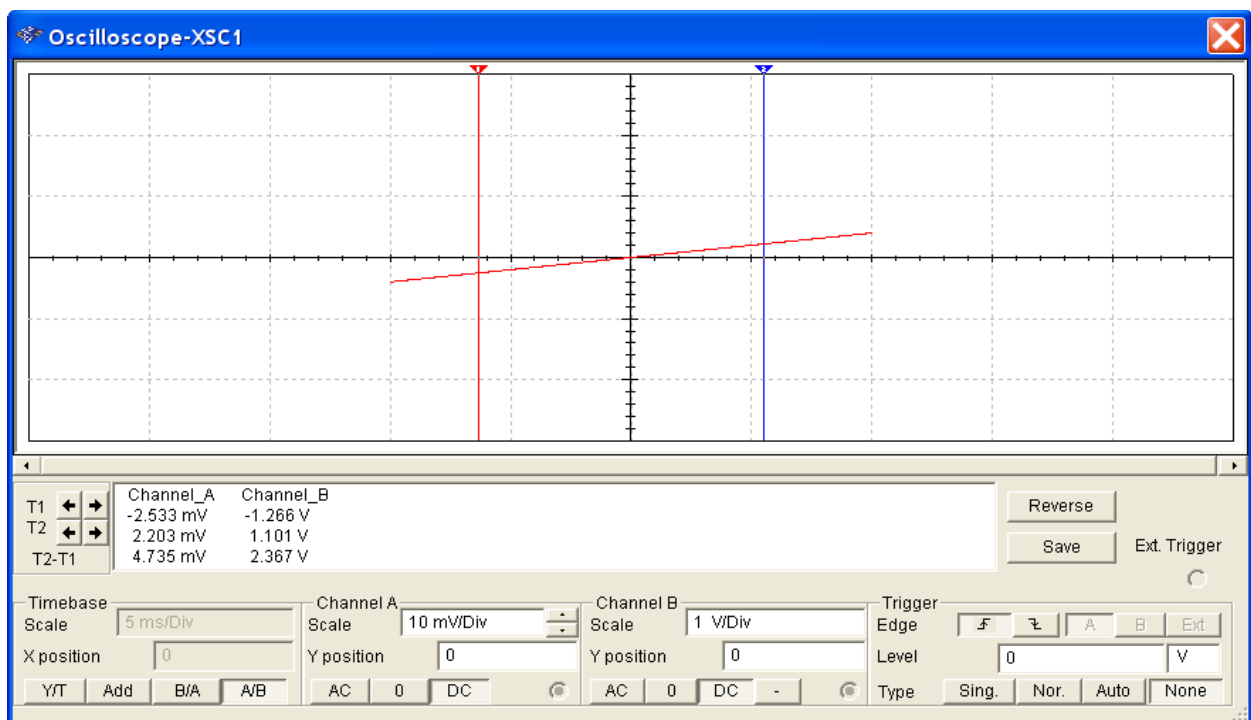 Oscilloscope-XSC1
1 2
T1
T2
T2-T1
Channel_A Channel_B
-2.533 mV -1.266 V
2.203 mV 1.101 V
4.735 mV 2.367 V
Reverse
Save
Ext. Trigger
Timebase
Scale 5 ms/Div
X position 0
Y/T Add B/A A/B
Channel A
Scale 10 mV/Div
Y position 0
AC 0 DC
Channel B
Scale 1 V/Div
Y position 0
AC 0 DC -
Trigger
Edge A B Ext
Level 0 V
Type Sing. Nor. Auto None